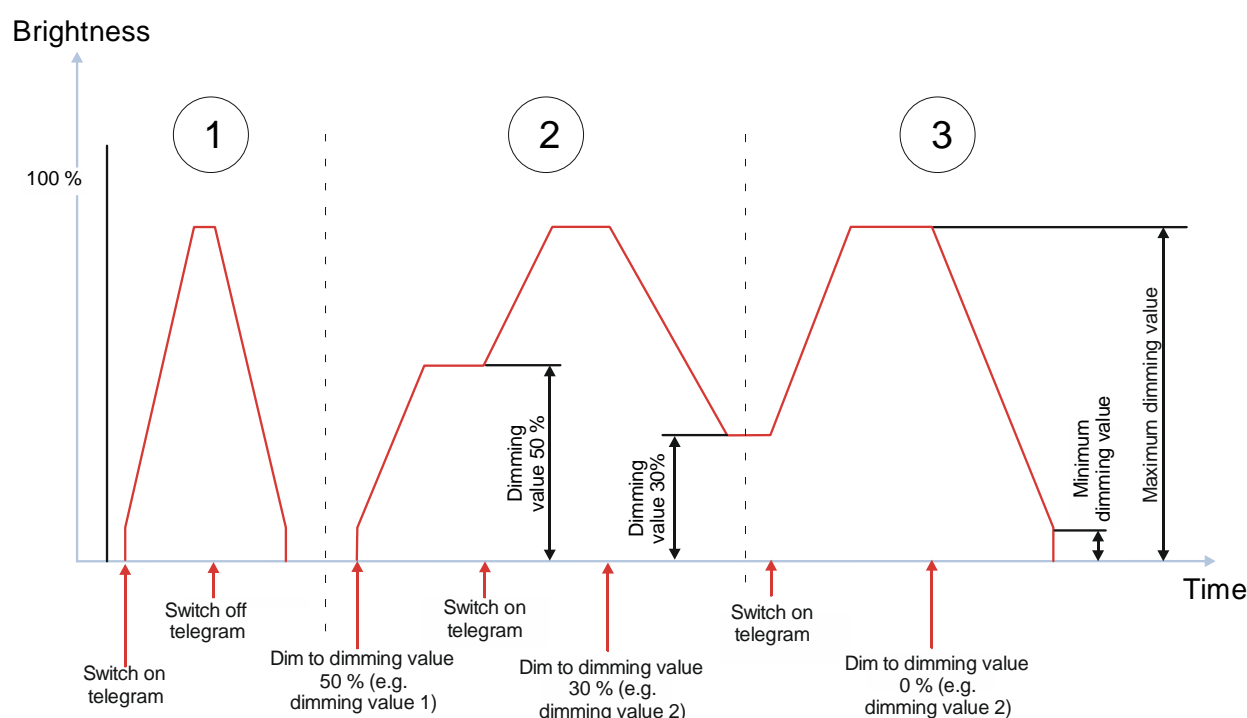 Brightness
1
2
3
100 %
Dimming
value 50 %
Dimming
value 30%
Minimum
dimming value
Maximum dimming value
Time
Switch on
telegram
Switch off
telegram
Dim to dimming value
50 % (e.g.
dimming value 1)
Switch on
telegram
Dim to dimming value
30 % (e.g.
dimming value 2)
Switch on
telegram
Dim to dimming value
0 % (e.g.
dimming value 2)